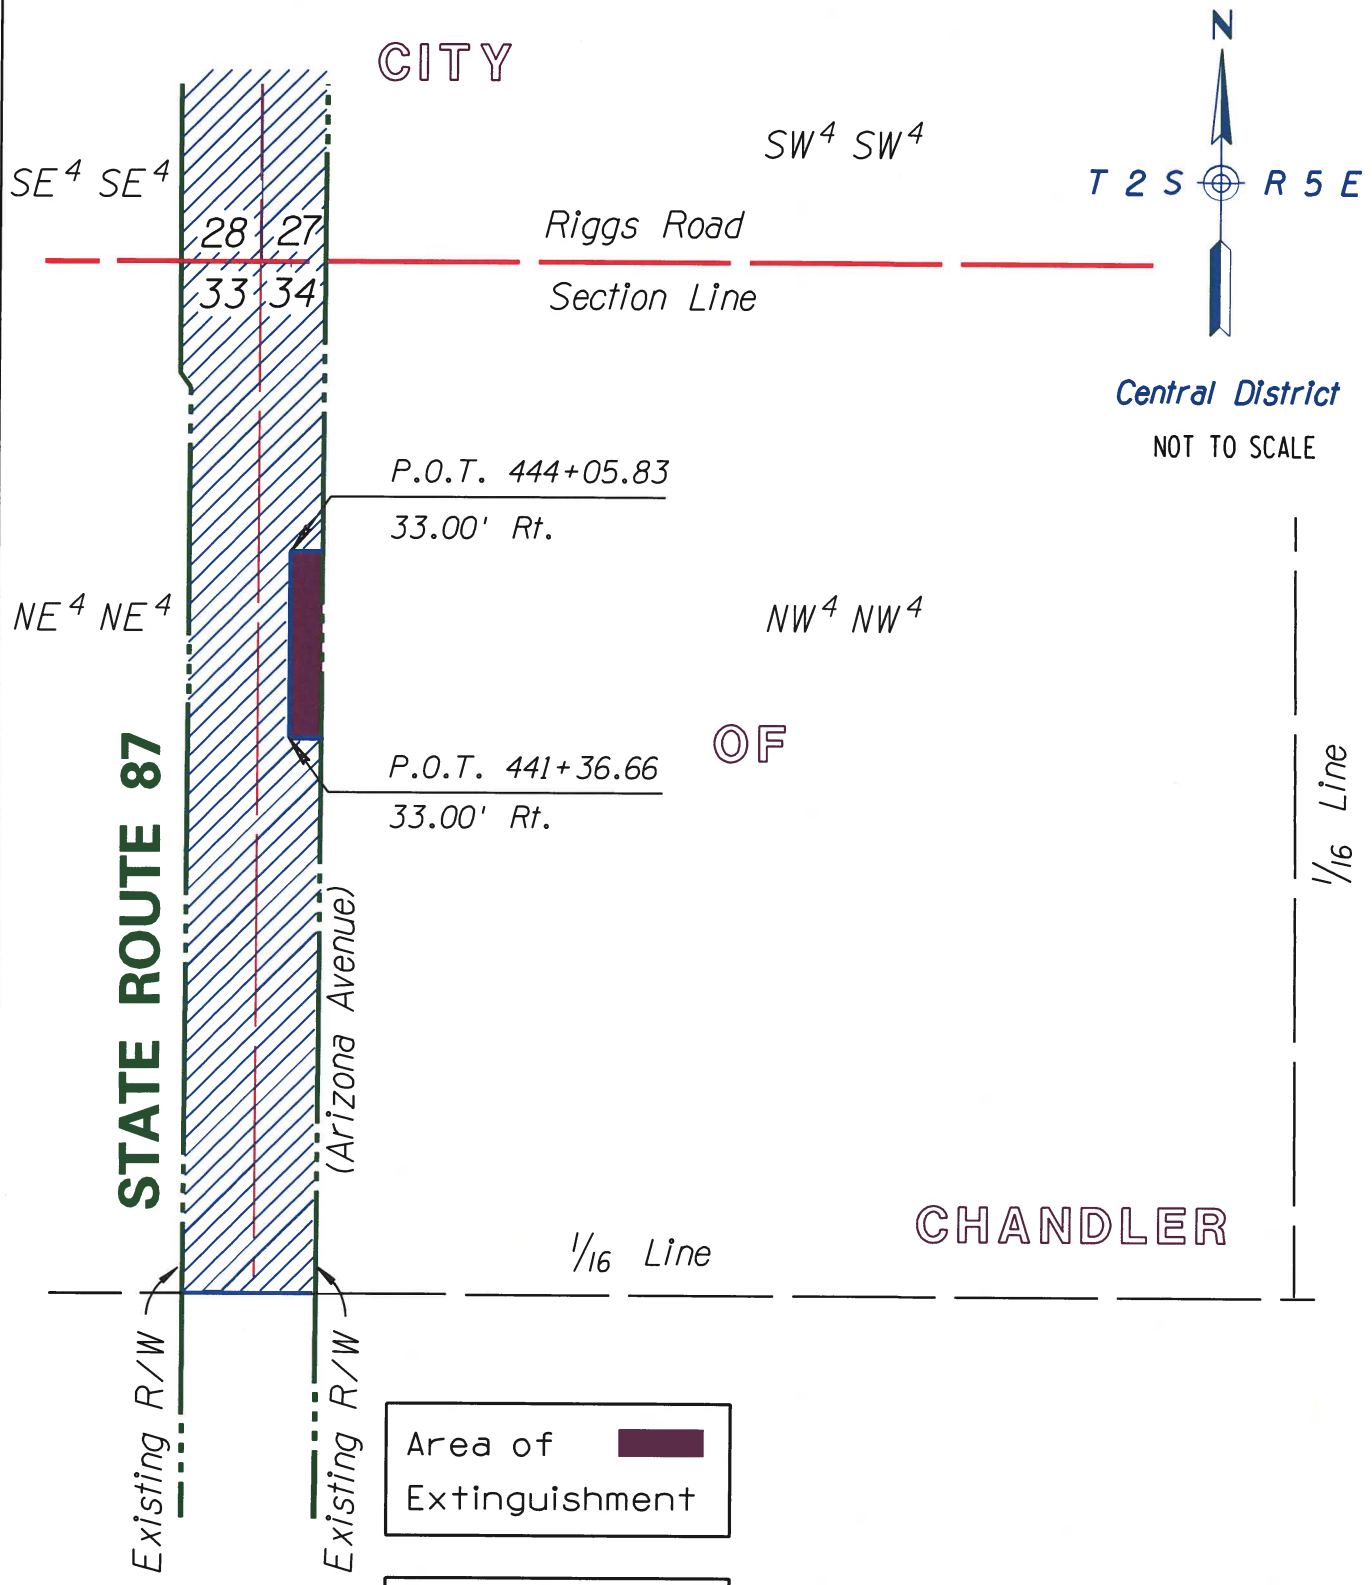 CITY
N
SE⁴ SE⁴
SW⁴ SW⁴
T 2 S R 5 E
28 27
33 34
Riggs Road
Section Line
Central District
NOT TO SCALE
P.O.T. 444+05.83
33.00' Rt.
NE⁴ NE⁴
NW⁴ NW⁴
OF
P.O.T. 441+36.66
33.00' Rt.
STATE ROUTE 87
(Arizona Avenue)
1/16 Line
CHANDLER
1/16 Line
Existing R/W
Existing R/W
Area of
Extinguishment